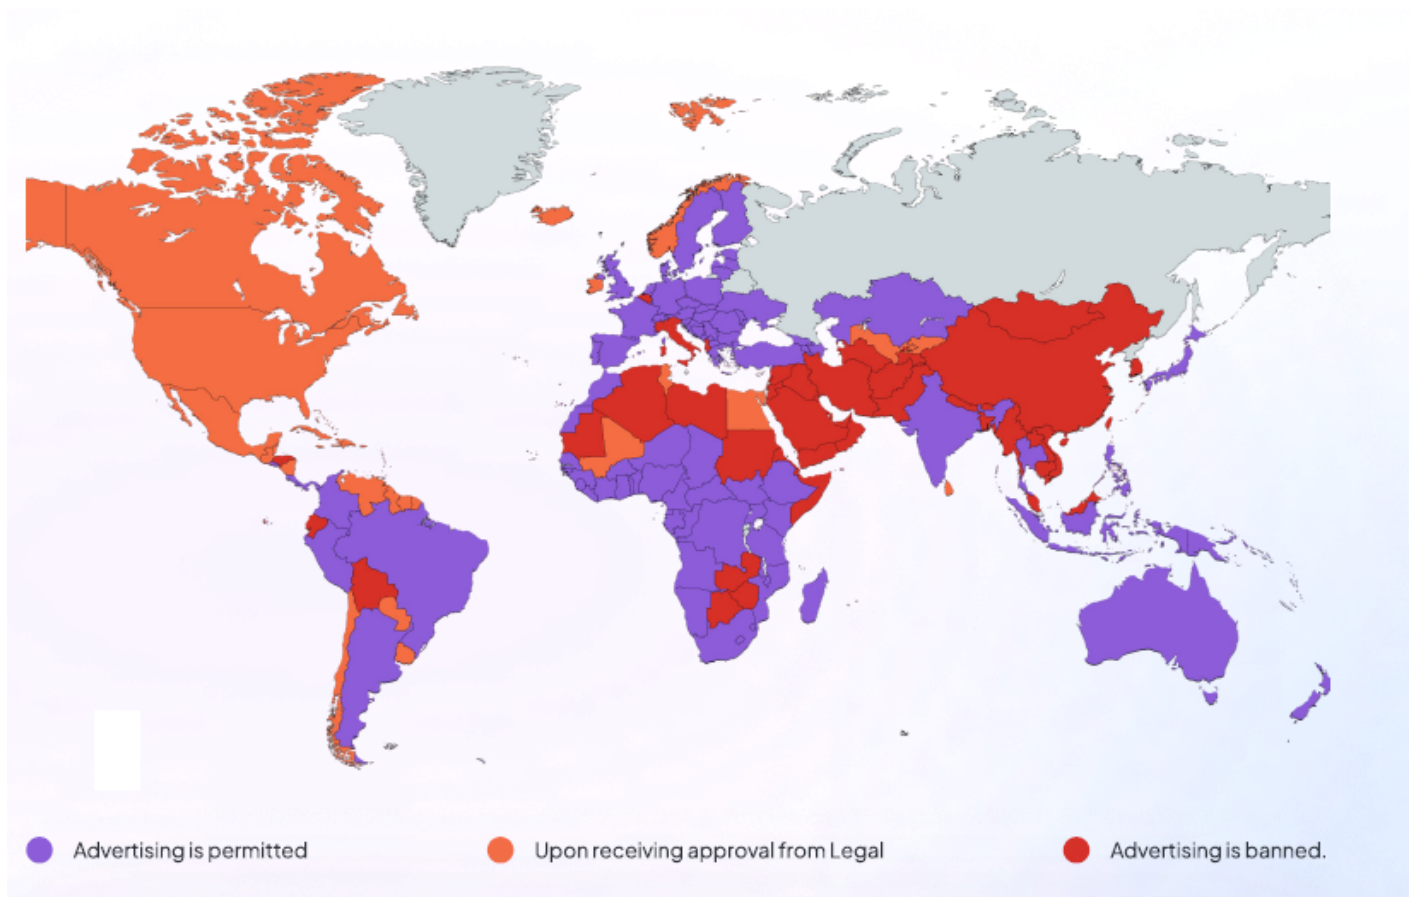 Advertising is permitted
Upon receiving approval from Legal
Advertising is banned.